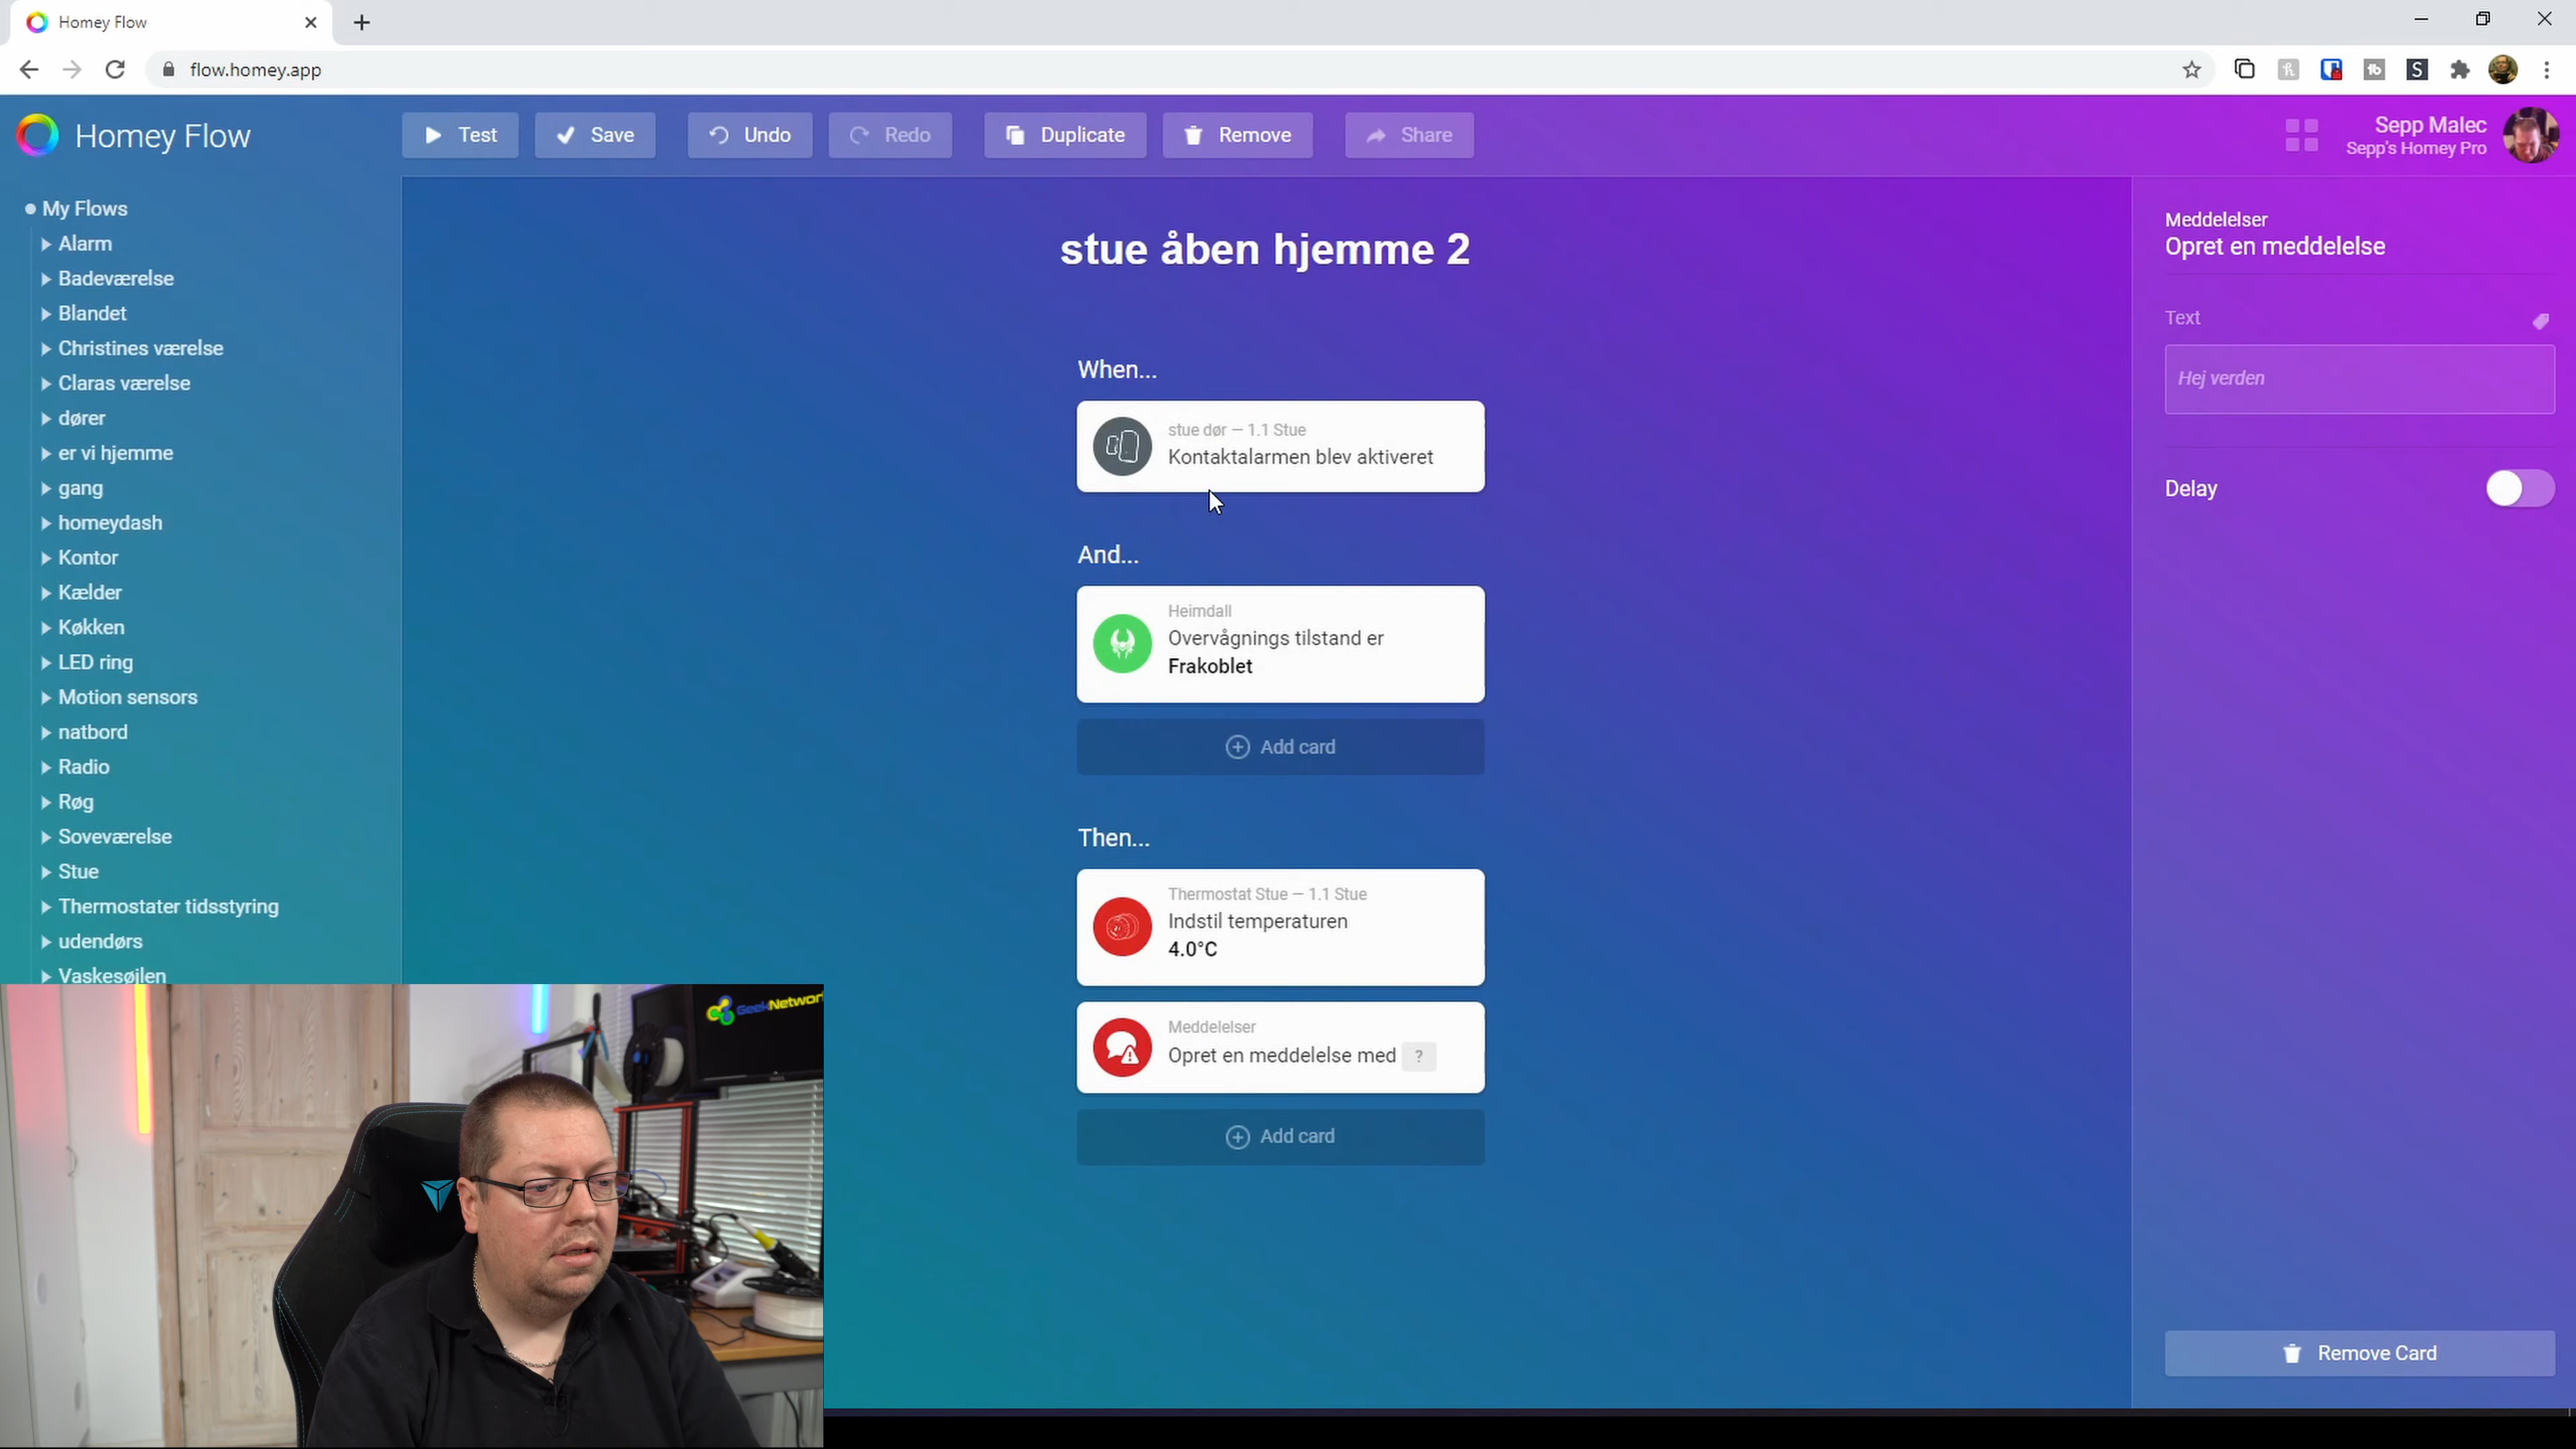 Homey Flow
flow.homey.app
Homey Flow
Test
Save
Undo
Redo
Duplicate
Remove
Share
Sepp Malec
Sepp's Homey Pro
My Flows
Alarm
Badeværelse
Blandet
Christines værelse
Claras værelse
dører
er vi hjemme
gang
homeydash
Kontor
Kælder
Køkken
LED ring
Motion sensors
natbord
Radio
Røg
Soveværelse
Stue
Thermostater tidsstyring
udendørs
Vaskesøjlen
stue åben hjemme 2
When...
stue dør — 1.1 Stue
Kontaktalarmen blev aktiveret
And...
Heimdall
Overvågnings tilstand er
Frakoblet
Add card
Then...
Thermostat Stue — 1.1 Stue
Indstil temperaturen
4.0°C
Meddelelser
Opret en meddelelse med ?
Add card
Meddelelser
Opret en meddelelse
Text
Hej verden
Delay
Remove Card
GeekNetwor